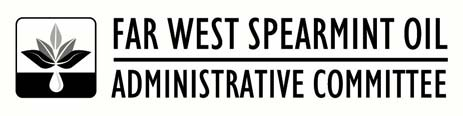 FAR WEST SPEARMINT OIL
ADMINISTRATIVE COMMITTEE